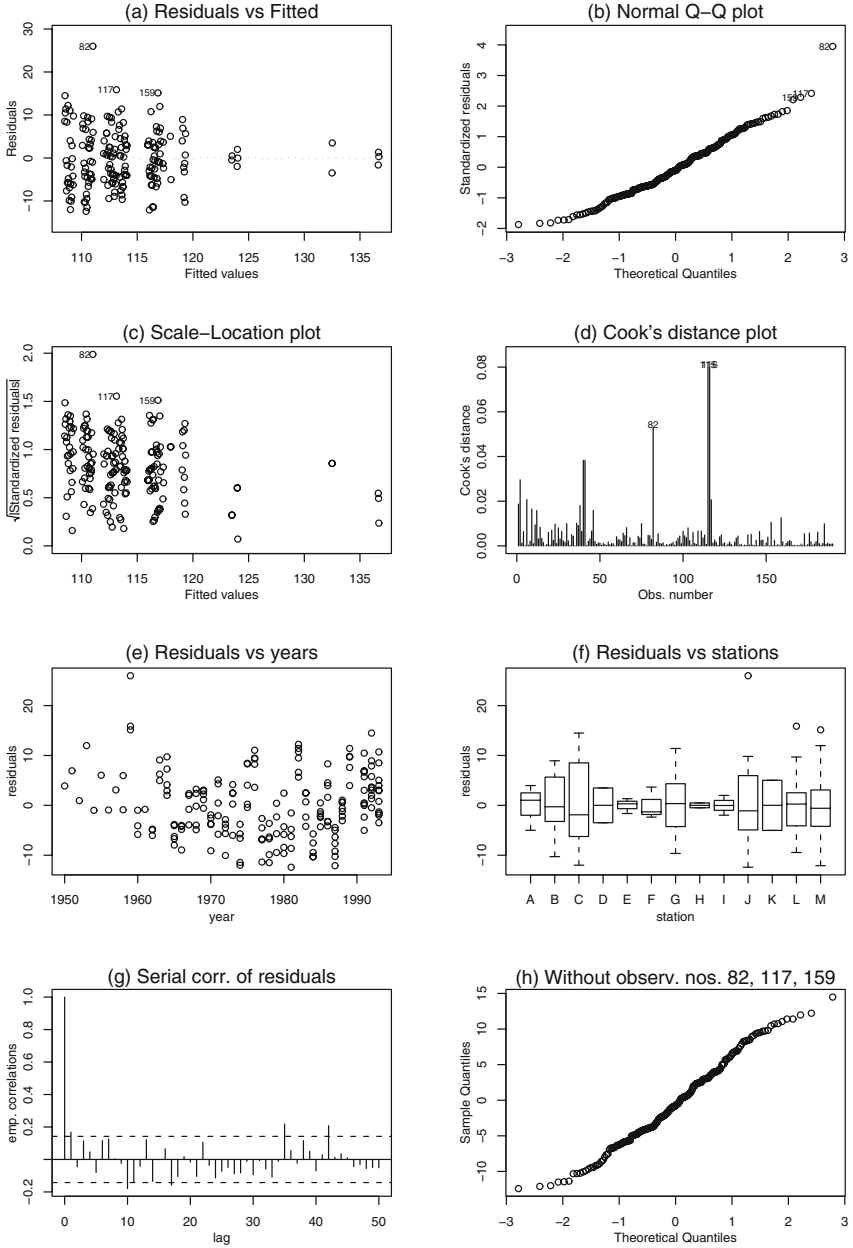 (a) Residuals vs Fitted
30
20
10
0
−10
Residuals
82
117
159
110 115 120 125 130 135
Fitted values
(b) Normal Q−Q plot
4
3
2
1
0
−1
−2
Standardized residuals
82
117
−3 −2 −1 0 1 2 3
Theoretical Quantiles
(c) Scale−Location plot
2.0
1.5
1.0
0.5
0.0
√|Standardized residuals|
82
117
159
110 115 120 125 130 135
Fitted values
(d) Cook's distance plot
0.08
0.06
0.04
0.02
0.00
Cook's distance
82
0 50 100 150
Obs. number
(e) Residuals vs years
20
10
0
−10
residuals
1950 1960 1970 1980 1990
year
(f) Residuals vs stations
20
10
0
−10
residuals
A B C D E F G H I J K L M
station
(g) Serial corr. of residuals
1.0
0.8
0.6
0.4
0.2
−0.2
emp. correlations
0 10 20 30 40 50
lag
(h) Without observ. nos. 82, 117, 159
15
10
5
0
−5
−10
Sample Quantiles
−3 −2 −1 0 1 2 3
Theoretical Quantiles